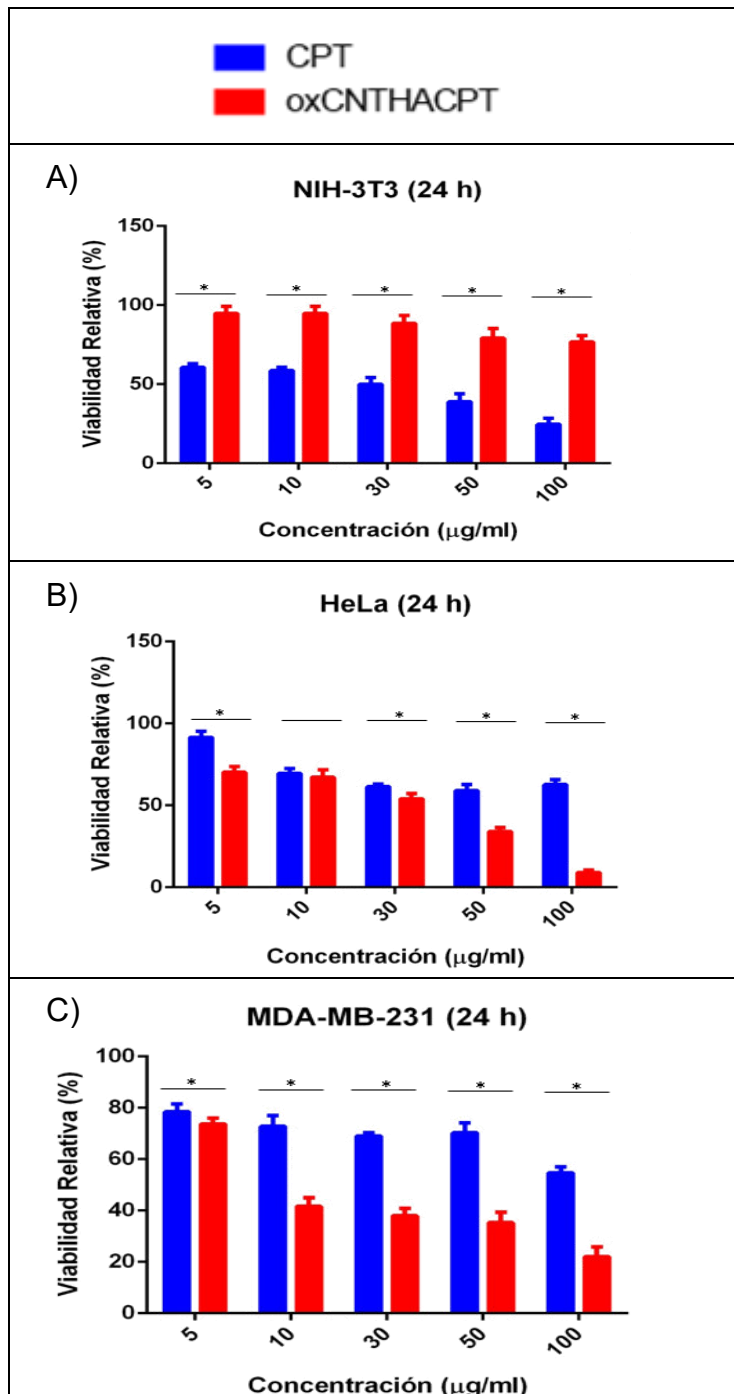 CPT
oxCNTHACPT
A)
NIH-3T3 (24 h)
Viabilidad Relativa (%)
150
100
50
0
* * * * *
5 10 30 50 100
Concentración (μg/ml)
B)
HeLa (24 h)
Viabilidad Relativa (%)
150
100
50
0
* * * *
5 10 30 50 100
Concentración (μg/ml)
C)
MDA-MB-231 (24 h)
Viabilidad Relativa (%)
80
60
40
20
0
* * * * *
5 10 30 50 100
Concentración (μg/ml)